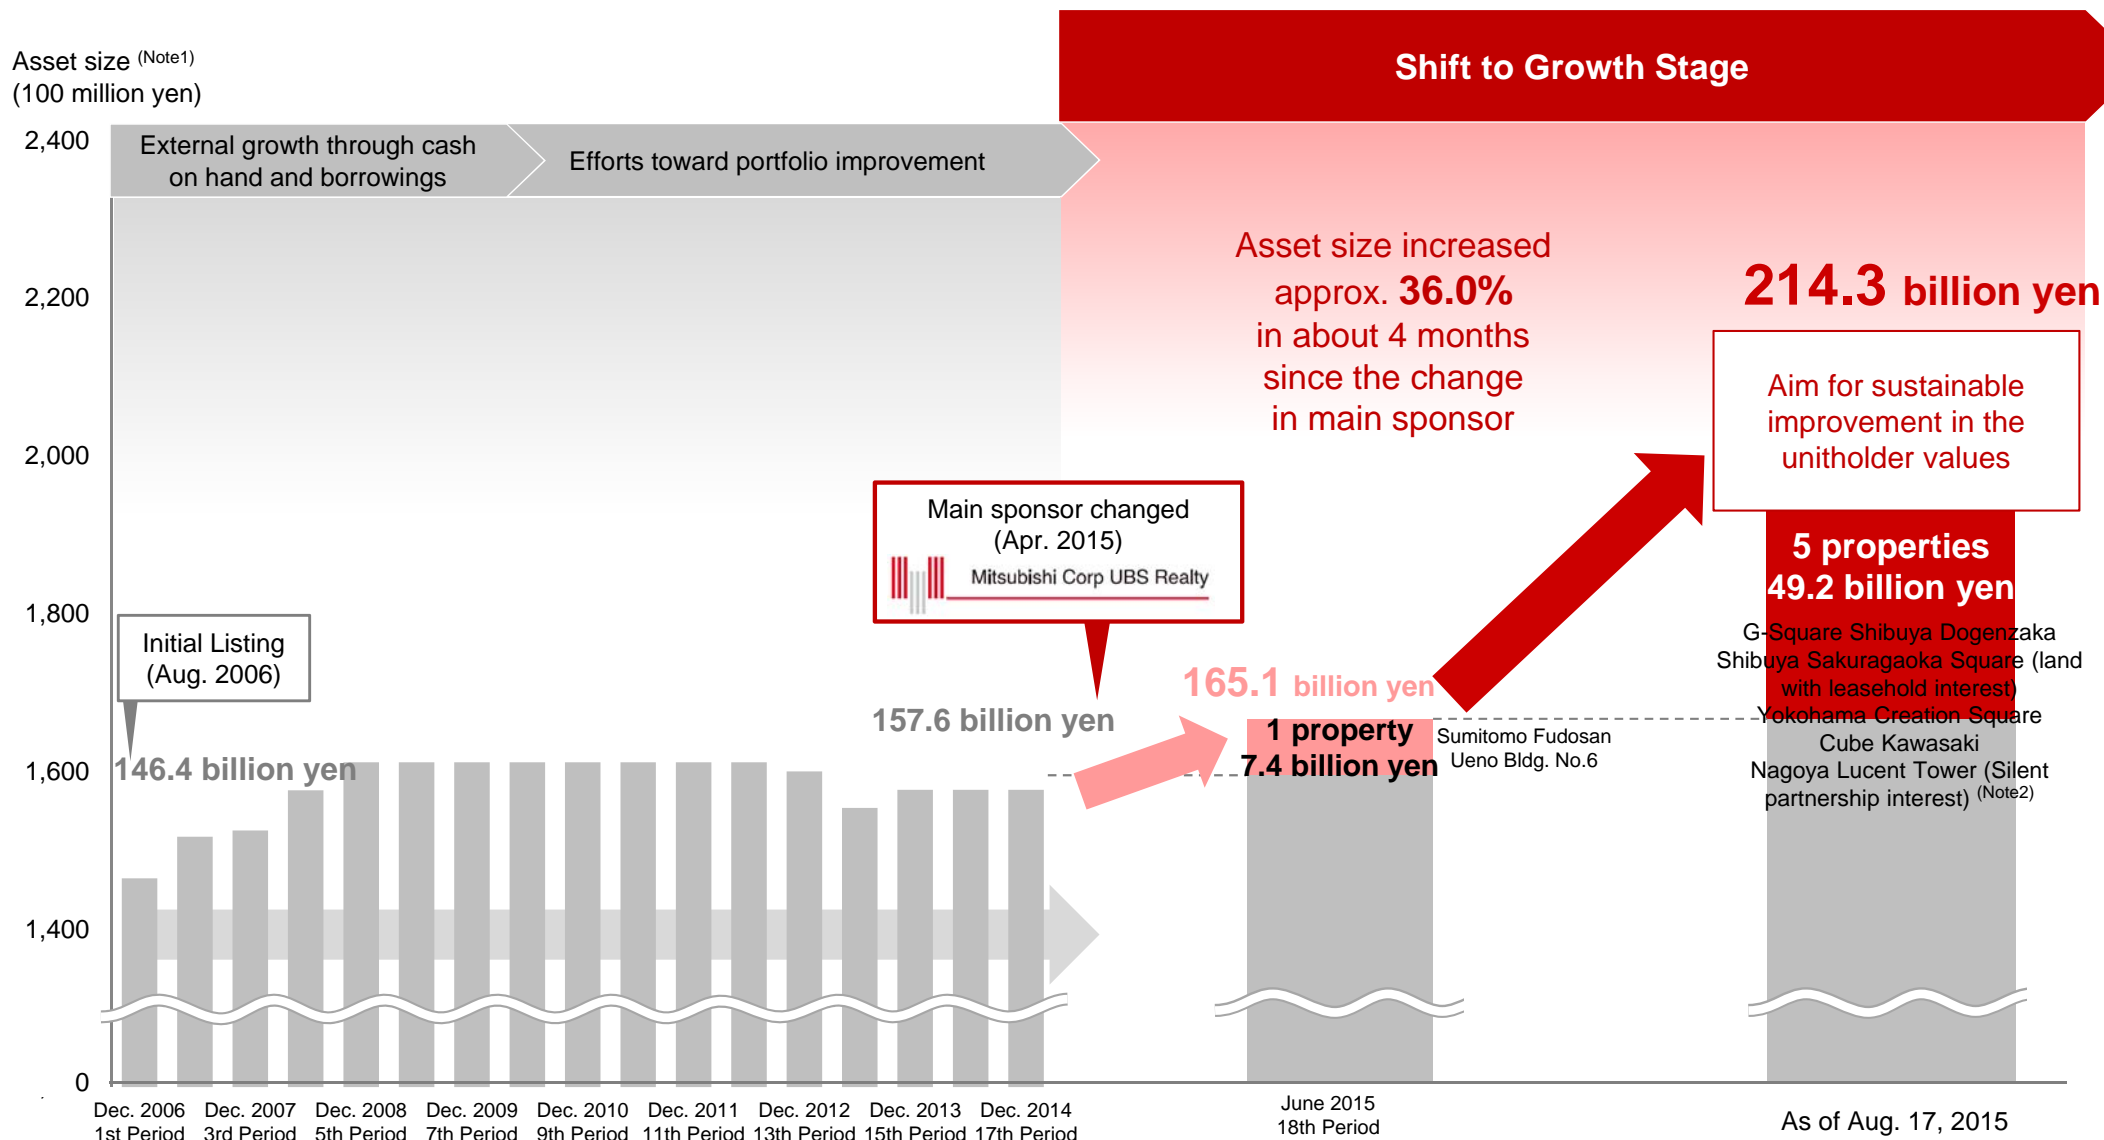 Asset size (Note1)
(100 million yen)
Shift to Growth Stage
External growth through cash
on hand and borrowings
Efforts toward portfolio improvement
2,400
2,200
2,000
1,800
1,600
1,400
0
Asset size increased
approx. 36.0%
in about 4 months
since the change
in main sponsor
214.3 billion yen
Aim for sustainable
improvement in the
unitholder values
Main sponsor changed
(Apr. 2015)
Mitsubishi Corp UBS Realty
Initial Listing
(Aug. 2006)
146.4 billion yen
157.6 billion yen
165.1 billion yen
1 property
7.4 billion yen
Sumitomo Fudosan
Ueno Bldg. No.6
5 properties
49.2 billion yen
G-Square Shibuya Dogenzaka
Shibuya Sakuragaoka Square (land
with leasehold interest)
Yokohama Creation Square
Cube Kawasaki
Nagoya Lucent Tower (Silent
partnership interest) (Note2)
Dec. 2006
1st Period
Dec. 2007
3rd Period
Dec. 2008
5th Period
Dec. 2009
7th Period
Dec. 2010
9th Period
Dec. 2011
11th Period
Dec. 2012
13th Period
Dec. 2013
15th Period
Dec. 2014
17th Period
June 2015
18th Period
As of Aug. 17, 2015